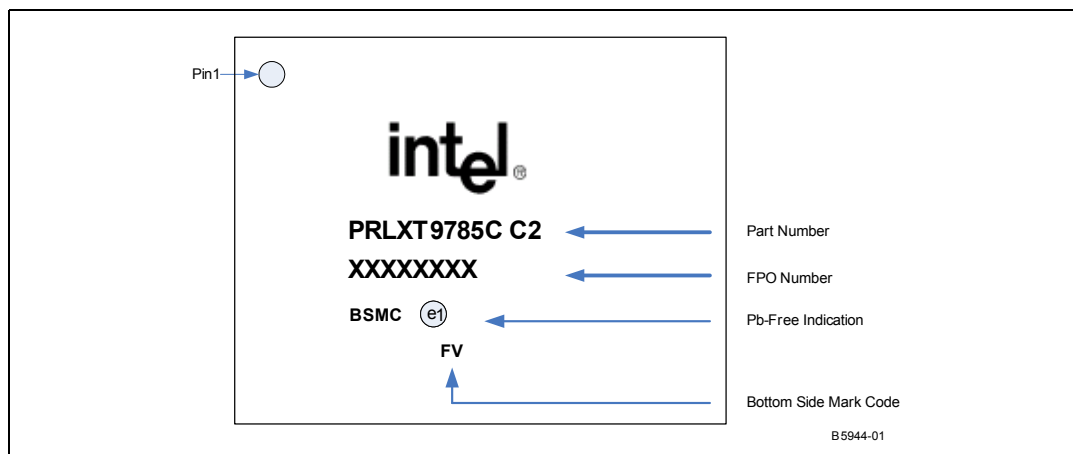 Pin1
intel®
PRLXT9785C C2
Part Number
XXXXXXXX
FPO Number
BSMC e1
Pb-Free Indication
FV
Bottom Side Mark Code
B5944-01